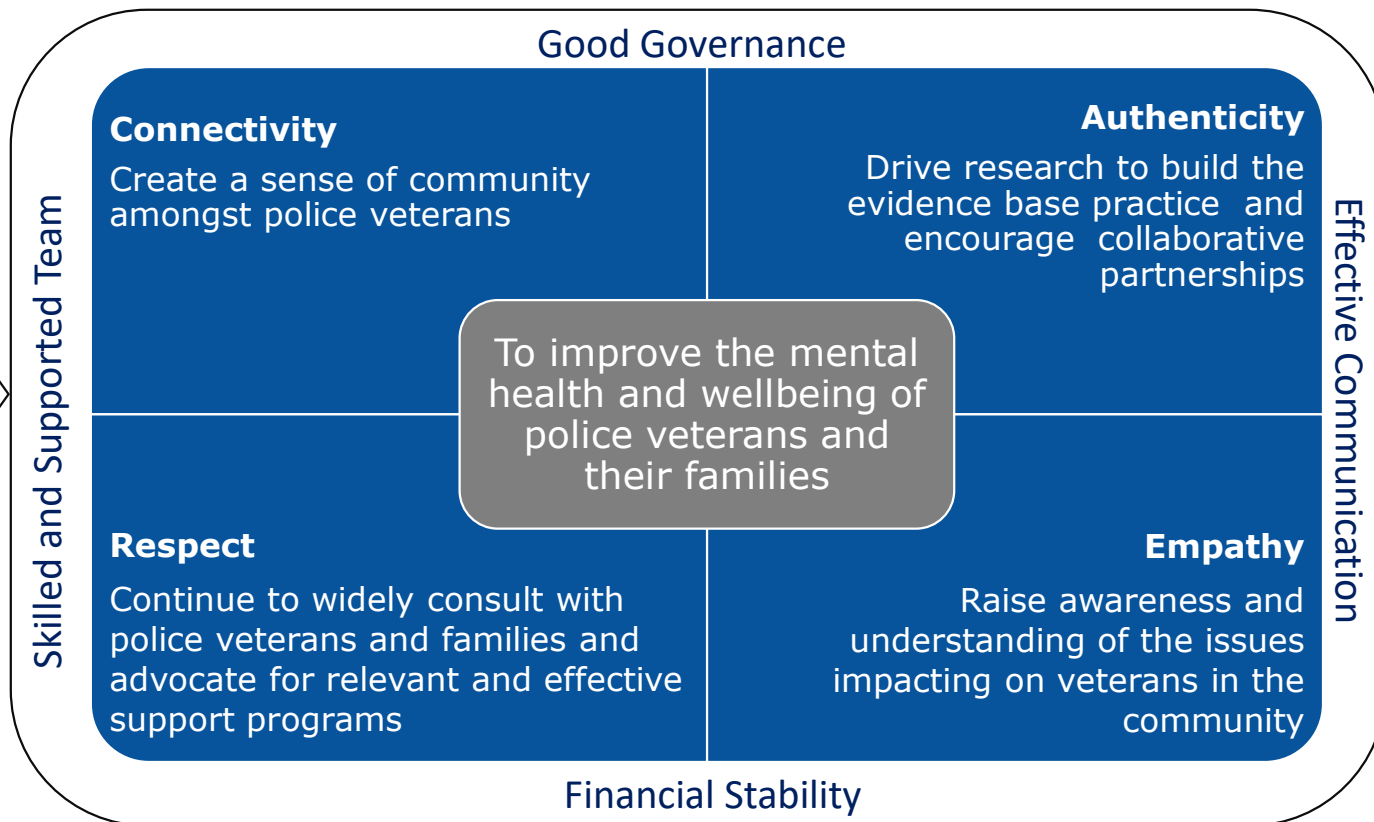 Good Governance
Skilled and Supported Team
Connectivity
Create a sense of community
amongst police veterans
Authenticity
Drive research to build the
evidence base practice and
encourage collaborative
partnerships
Effective Communication
To improve the mental
health and wellbeing of
police veterans and
their families
Respect
Continue to widely consult with
police veterans and families and
advocate for relevant and effective
support programs
Empathy
Raise awareness and
understanding of the issues
impacting on veterans in the
community
Financial Stability